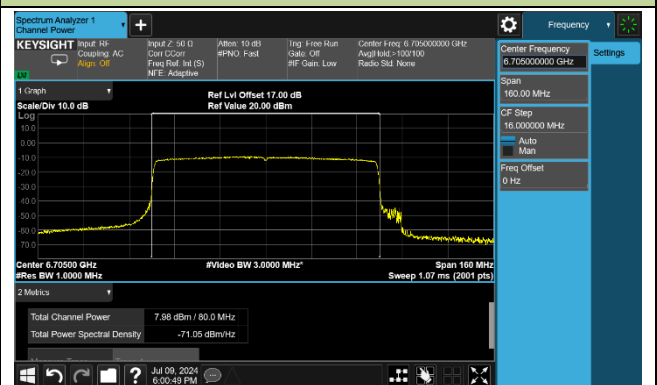 Spectrum Analyzer 1
Channel Power
+
Frequency
KEYSIGHT
Input: RF
Coupling: AC
Align: Off
Input Z: 50 Ω
Corr CCorr
Freq Ref: Int (S)
NFE: Adaptive
Atten: 10 dB
#PNO: Fast
Trig: Free Run
Gate: Off
#IF Gain: Low
Center Freq: 6.705000000 GHz
Avg|Hold:>100/100
Radio Std: None
LM
Center Frequency
6.705000000 GHz
Settings
Span
160.00 MHz
CF Step
16.000000 MHz
Auto
Man
Freq Offset
0 Hz
1 Graph
Scale/Div 10.0 dB
Ref Lvl Offset 17.00 dB
Ref Value 20.00 dBm
Log
10.0
0.00
-10.0
-20.0
-30.0
-40.0
-50.0
-60.0
-70.0
Center 6.70500 GHz
#Res BW 1.0000 MHz
#Video BW 3.0000 MHz*
Span 160 MHz
Sweep 1.07 ms (2001 pts)
2 Metrics
Total Channel Power 7.98 dBm / 80.0 MHz
Total Power Spectral Density -71.05 dBm/Hz
?
Jul 09, 2024
6:00:49 PM